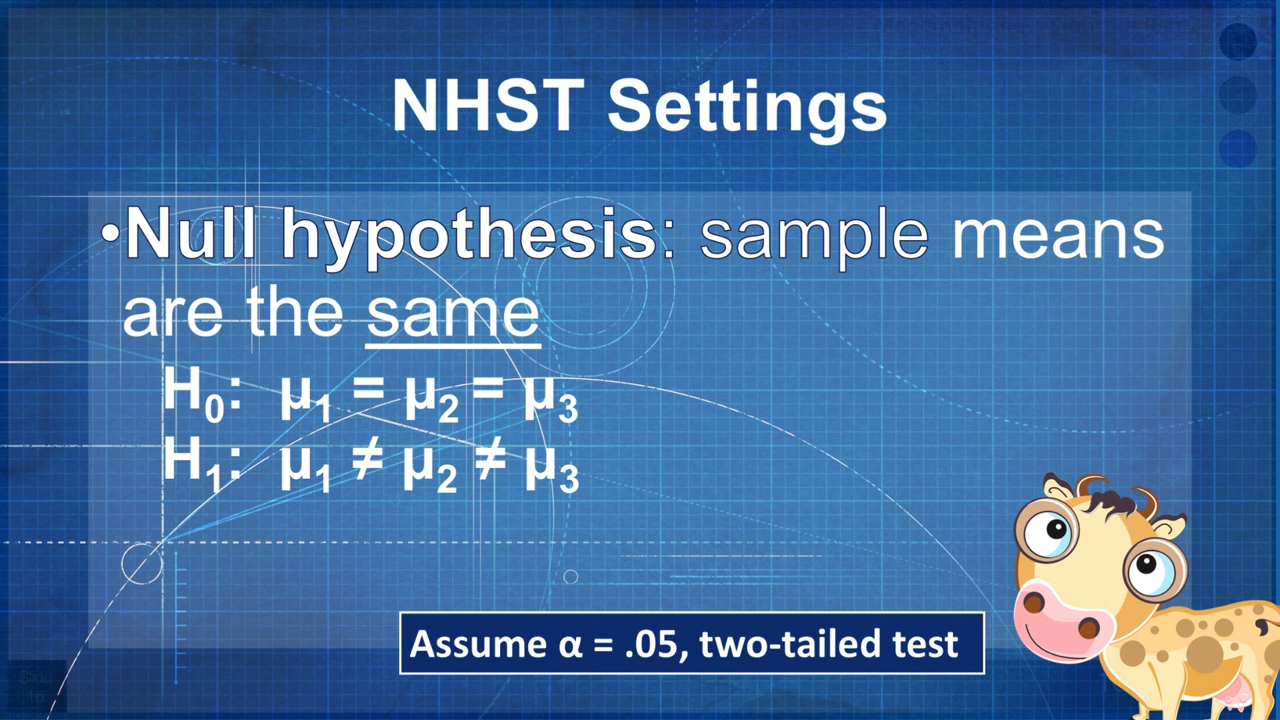 NHST Settings
•Null hypothesis: sample means
are the same
H₀: μ₁ = μ₂ = μ₃
H₁: μ₁ ≠ μ₂ ≠ μ₃
Assume α = .05, two-tailed test
Slide